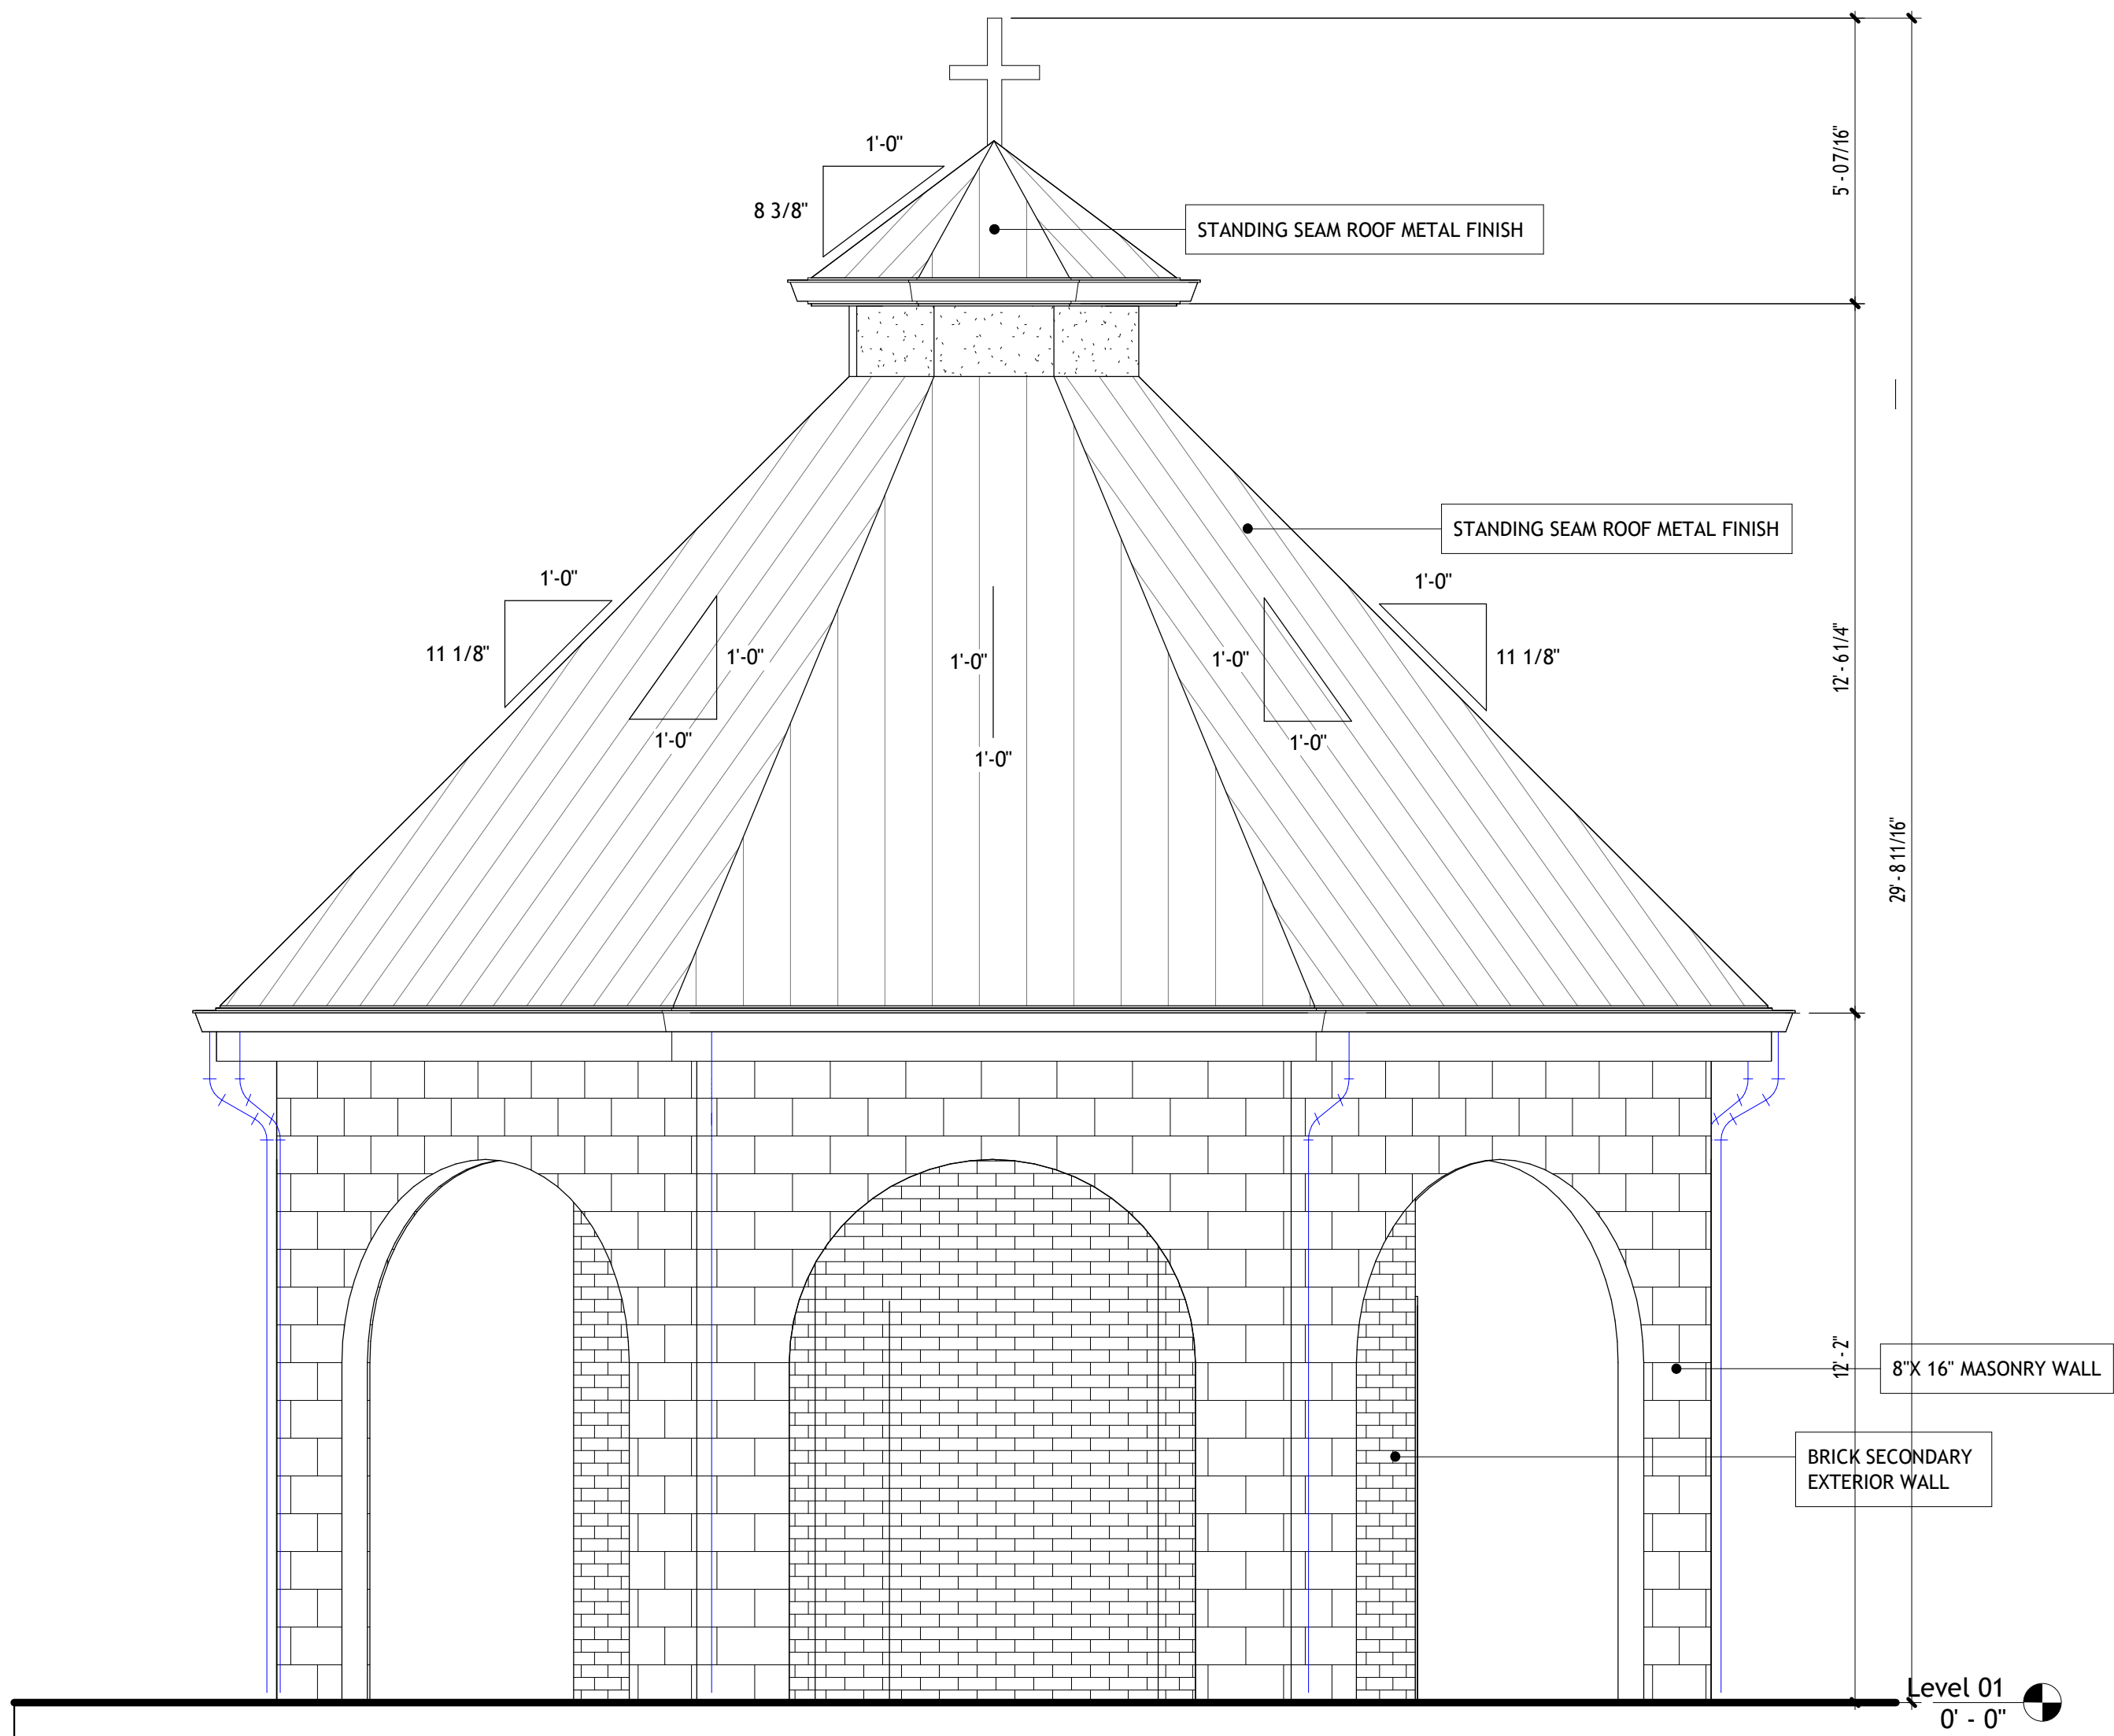 1'-0"
8 3/8"
5' - 0 7/16"
STANDING SEAM ROOF METAL FINISH
STANDING SEAM ROOF METAL FINISH
1'-0"
11 1/8"
1'-0"
1'-0"
1'-0"
1'-0"
1'-0"
1'-0"
1'-0"
11 1/8"
12' - 6 1/4"
29' - 8 11/16"
12' - 2"
8"X 16" MASONRY WALL
BRICK SECONDARY
EXTERIOR WALL
Level 01
0' - 0"